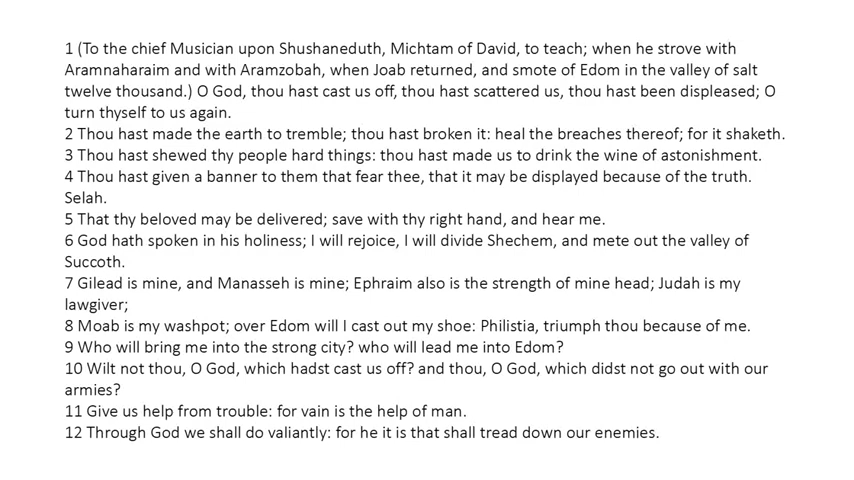 1 (To the chief Musician upon Shushaneduth, Michtam of David, to teach; when he strove with
Aramnaharaim and with Aramzobah, when Joab returned, and smote of Edom in the valley of salt
twelve thousand.) O God, thou hast cast us off, thou hast scattered us, thou hast been displeased; O
turn thyself to us again.
2 Thou hast made the earth to tremble; thou hast broken it: heal the breaches thereof; for it shaketh.
3 Thou hast shewed thy people hard things: thou hast made us to drink the wine of astonishment.
4 Thou hast given a banner to them that fear thee, that it may be displayed because of the truth.
Selah.
5 That thy beloved may be delivered; save with thy right hand, and hear me.
6 God hath spoken in his holiness; I will rejoice, I will divide Shechem, and mete out the valley of
Succoth.
7 Gilead is mine, and Manasseh is mine; Ephraim also is the strength of mine head; Judah is my
lawgiver;
8 Moab is my washpot; over Edom will I cast out my shoe: Philistia, triumph thou because of me.
9 Who will bring me into the strong city? who will lead me into Edom?
10 Wilt not thou, O God, which hadst cast us off? and thou, O God, which didst not go out with our
armies?
11 Give us help from trouble: for vain is the help of man.
12 Through God we shall do valiantly: for he it is that shall tread down our enemies.